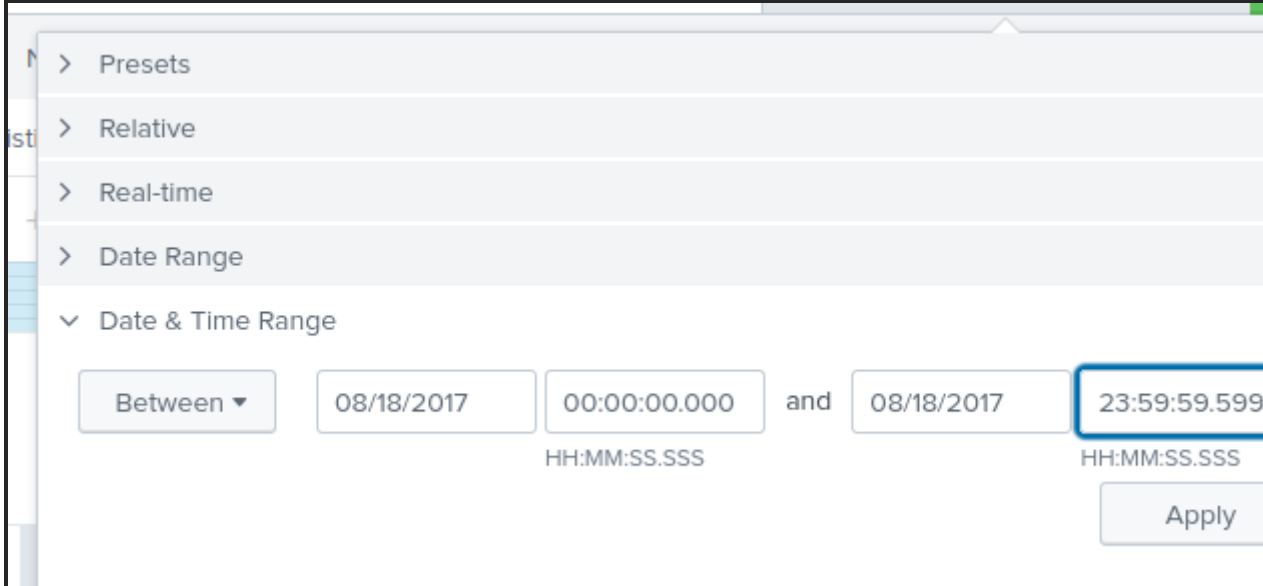 Presets
Relative
isti
Real-time
Date Range
Date & Time Range
Between 08/18/2017 00:00:00.000 and 08/18/2017 23:59:59.599
HH:MM:SS.SSS HH:MM:SS.SSS
Apply